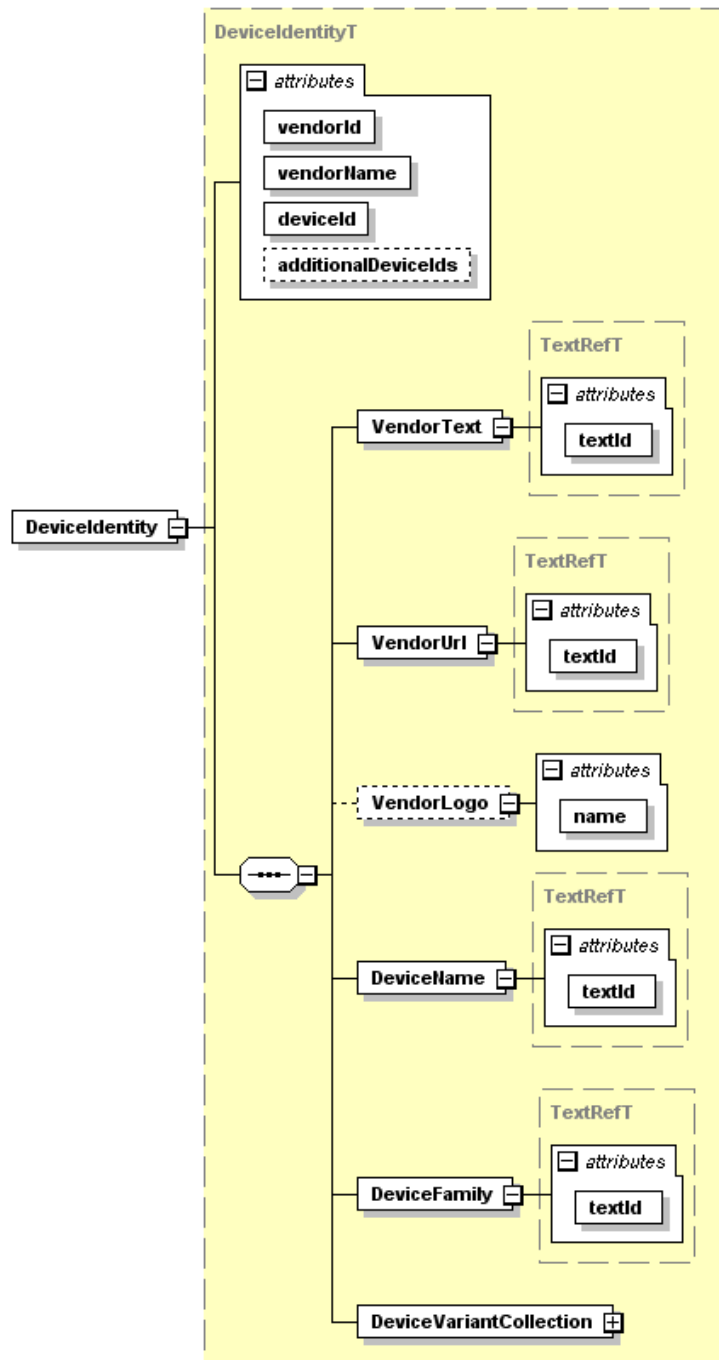 DeviceIdentityT
attributes
vendorId
vendorName
deviceId
additionalDeviceIds
TextRefT
attributes
VendorText
textId
DeviceIdentity
TextRefT
attributes
VendorUrl
textId
attributes
VendorLogo
name
TextRefT
attributes
DeviceName
textId
TextRefT
attributes
DeviceFamily
textId
DeviceVariantCollection